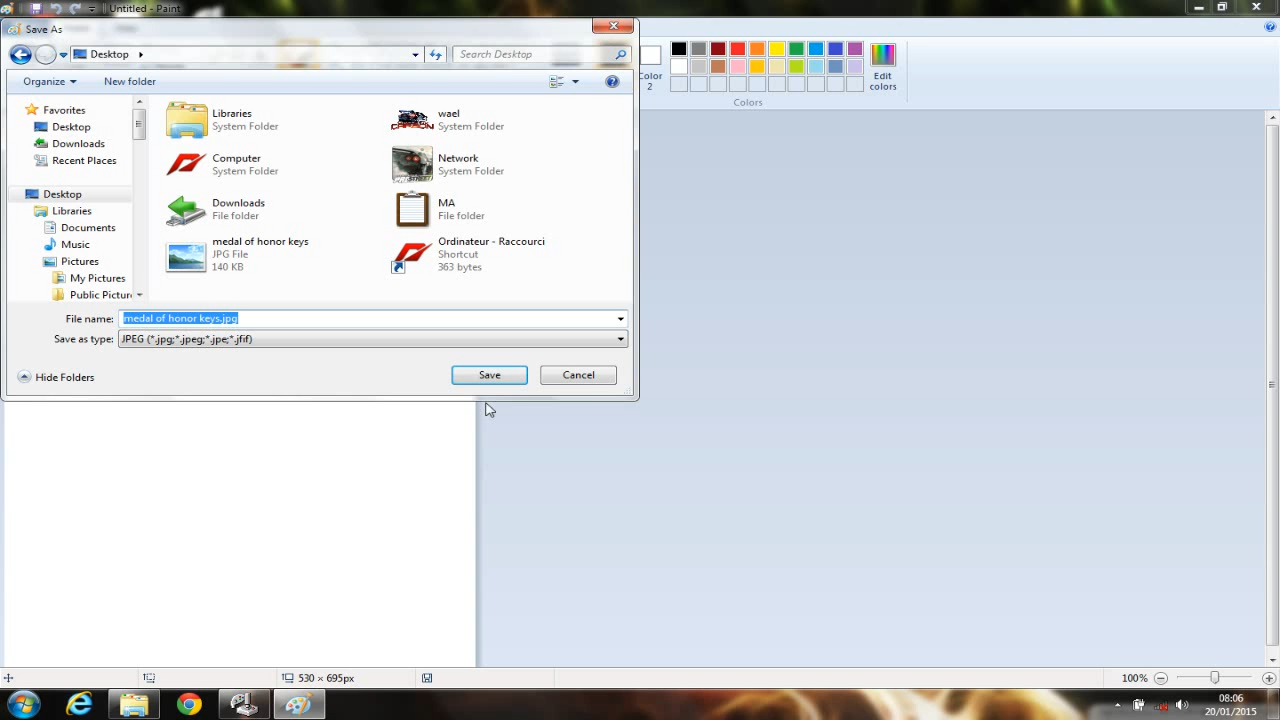 Untitled - Paint
Save As
Desktop
Search Desktop
Organize
New folder
Favorites
Desktop
Downloads
Recent Places
Desktop
Libraries
Documents
Music
Pictures
My Pictures
Public Pictur
Libraries
System Folder
wael
System Folder
Computer
System Folder
Network
System Folder
Downloads
File folder
MA
File folder
medal of honor keys
JPG File
140 KB
Ordinateur - Raccourci
Shortcut
363 bytes
File name:
medal of honor keys.jpg
Save as type:
JPEG (*.jpg;*.jpeg;*.jpe;*.jfif)
Hide Folders
Save
Cancel
Color
2
Edit
colors
Colors
530 × 695px
100%
08:06
20/01/2015